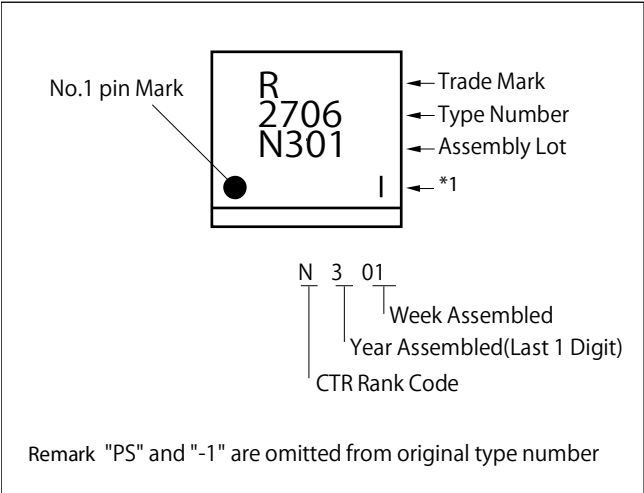 No.1 pin Mark
R
2706
N301
I
Trade Mark
Type Number
Assembly Lot
*1
N 3 01
Week Assembled
Year Assembled(Last 1 Digit)
CTR Rank Code
Remark "PS" and "-1" are omitted from original type number